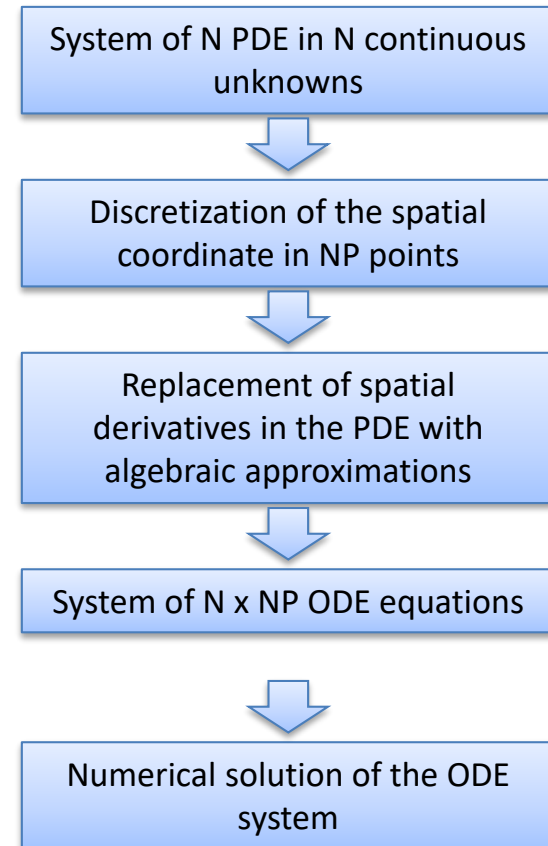 System of N PDE in N continuous
unknowns
Discretization of the spatial
coordinate in NP points
Replacement of spatial
derivatives in the PDE with
algebraic approximations
System of N x NP ODE equations
Numerical solution of the ODE
system